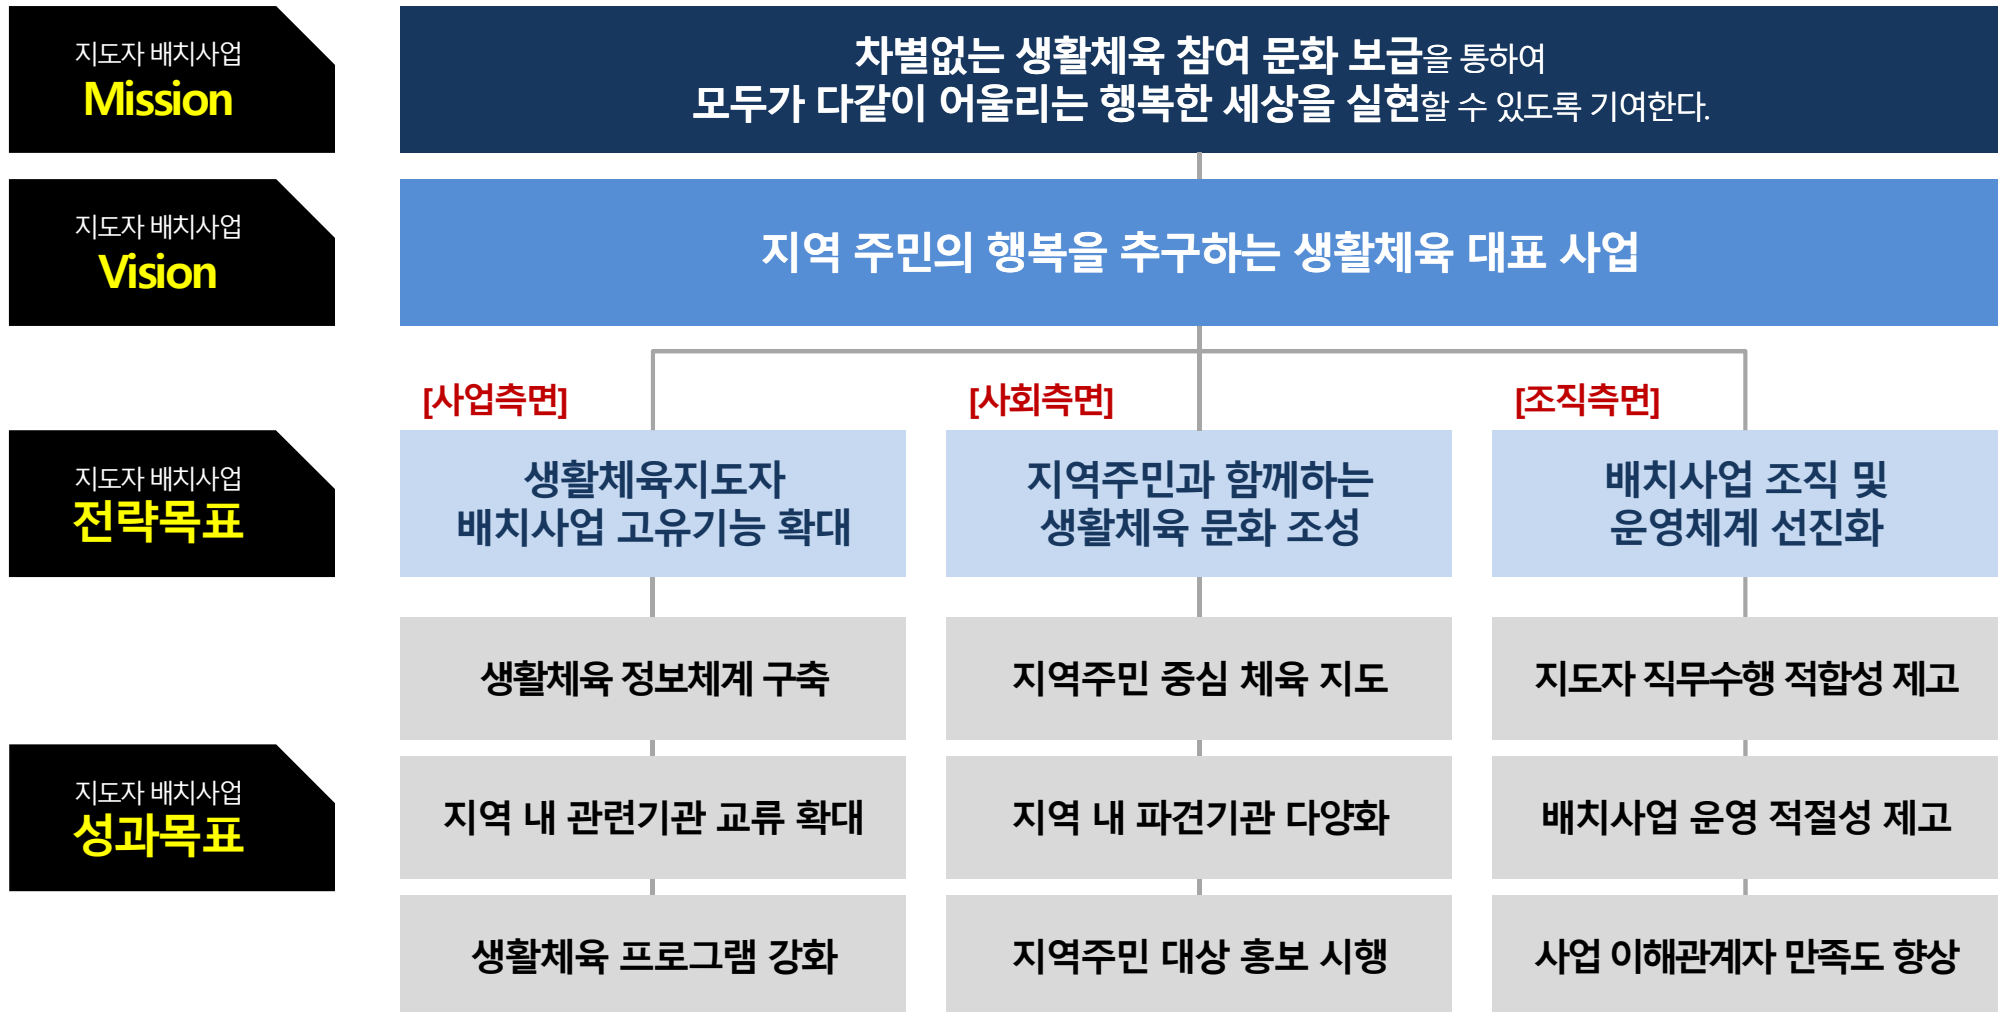 지도자 배치사업
Mission
차별없는 생활체육 참여 문화 보급을 통하여
모두가 다같이 어울리는 행복한 세상을 실현할 수 있도록 기여한다.
지도자 배치사업
Vision
지역 주민의 행복을 추구하는 생활체육 대표 사업
[사업측면]
[사회측면]
[조직측면]
지도자 배치사업
전략목표
생활체육지도자
배치사업 고유기능 확대
지역주민과 함께하는
생활체육 문화 조성
배치사업 조직 및
운영체계 선진화
지도자 배치사업
성과목표
생활체육 정보체계 구축
지역주민 중심 체육 지도
지도자 직무수행 적합성 제고
지역 내 관련기관 교류 확대
지역 내 파견기관 다양화
배치사업 운영 적절성 제고
생활체육 프로그램 강화
지역주민 대상 홍보 시행
사업 이해관계자 만족도 향상